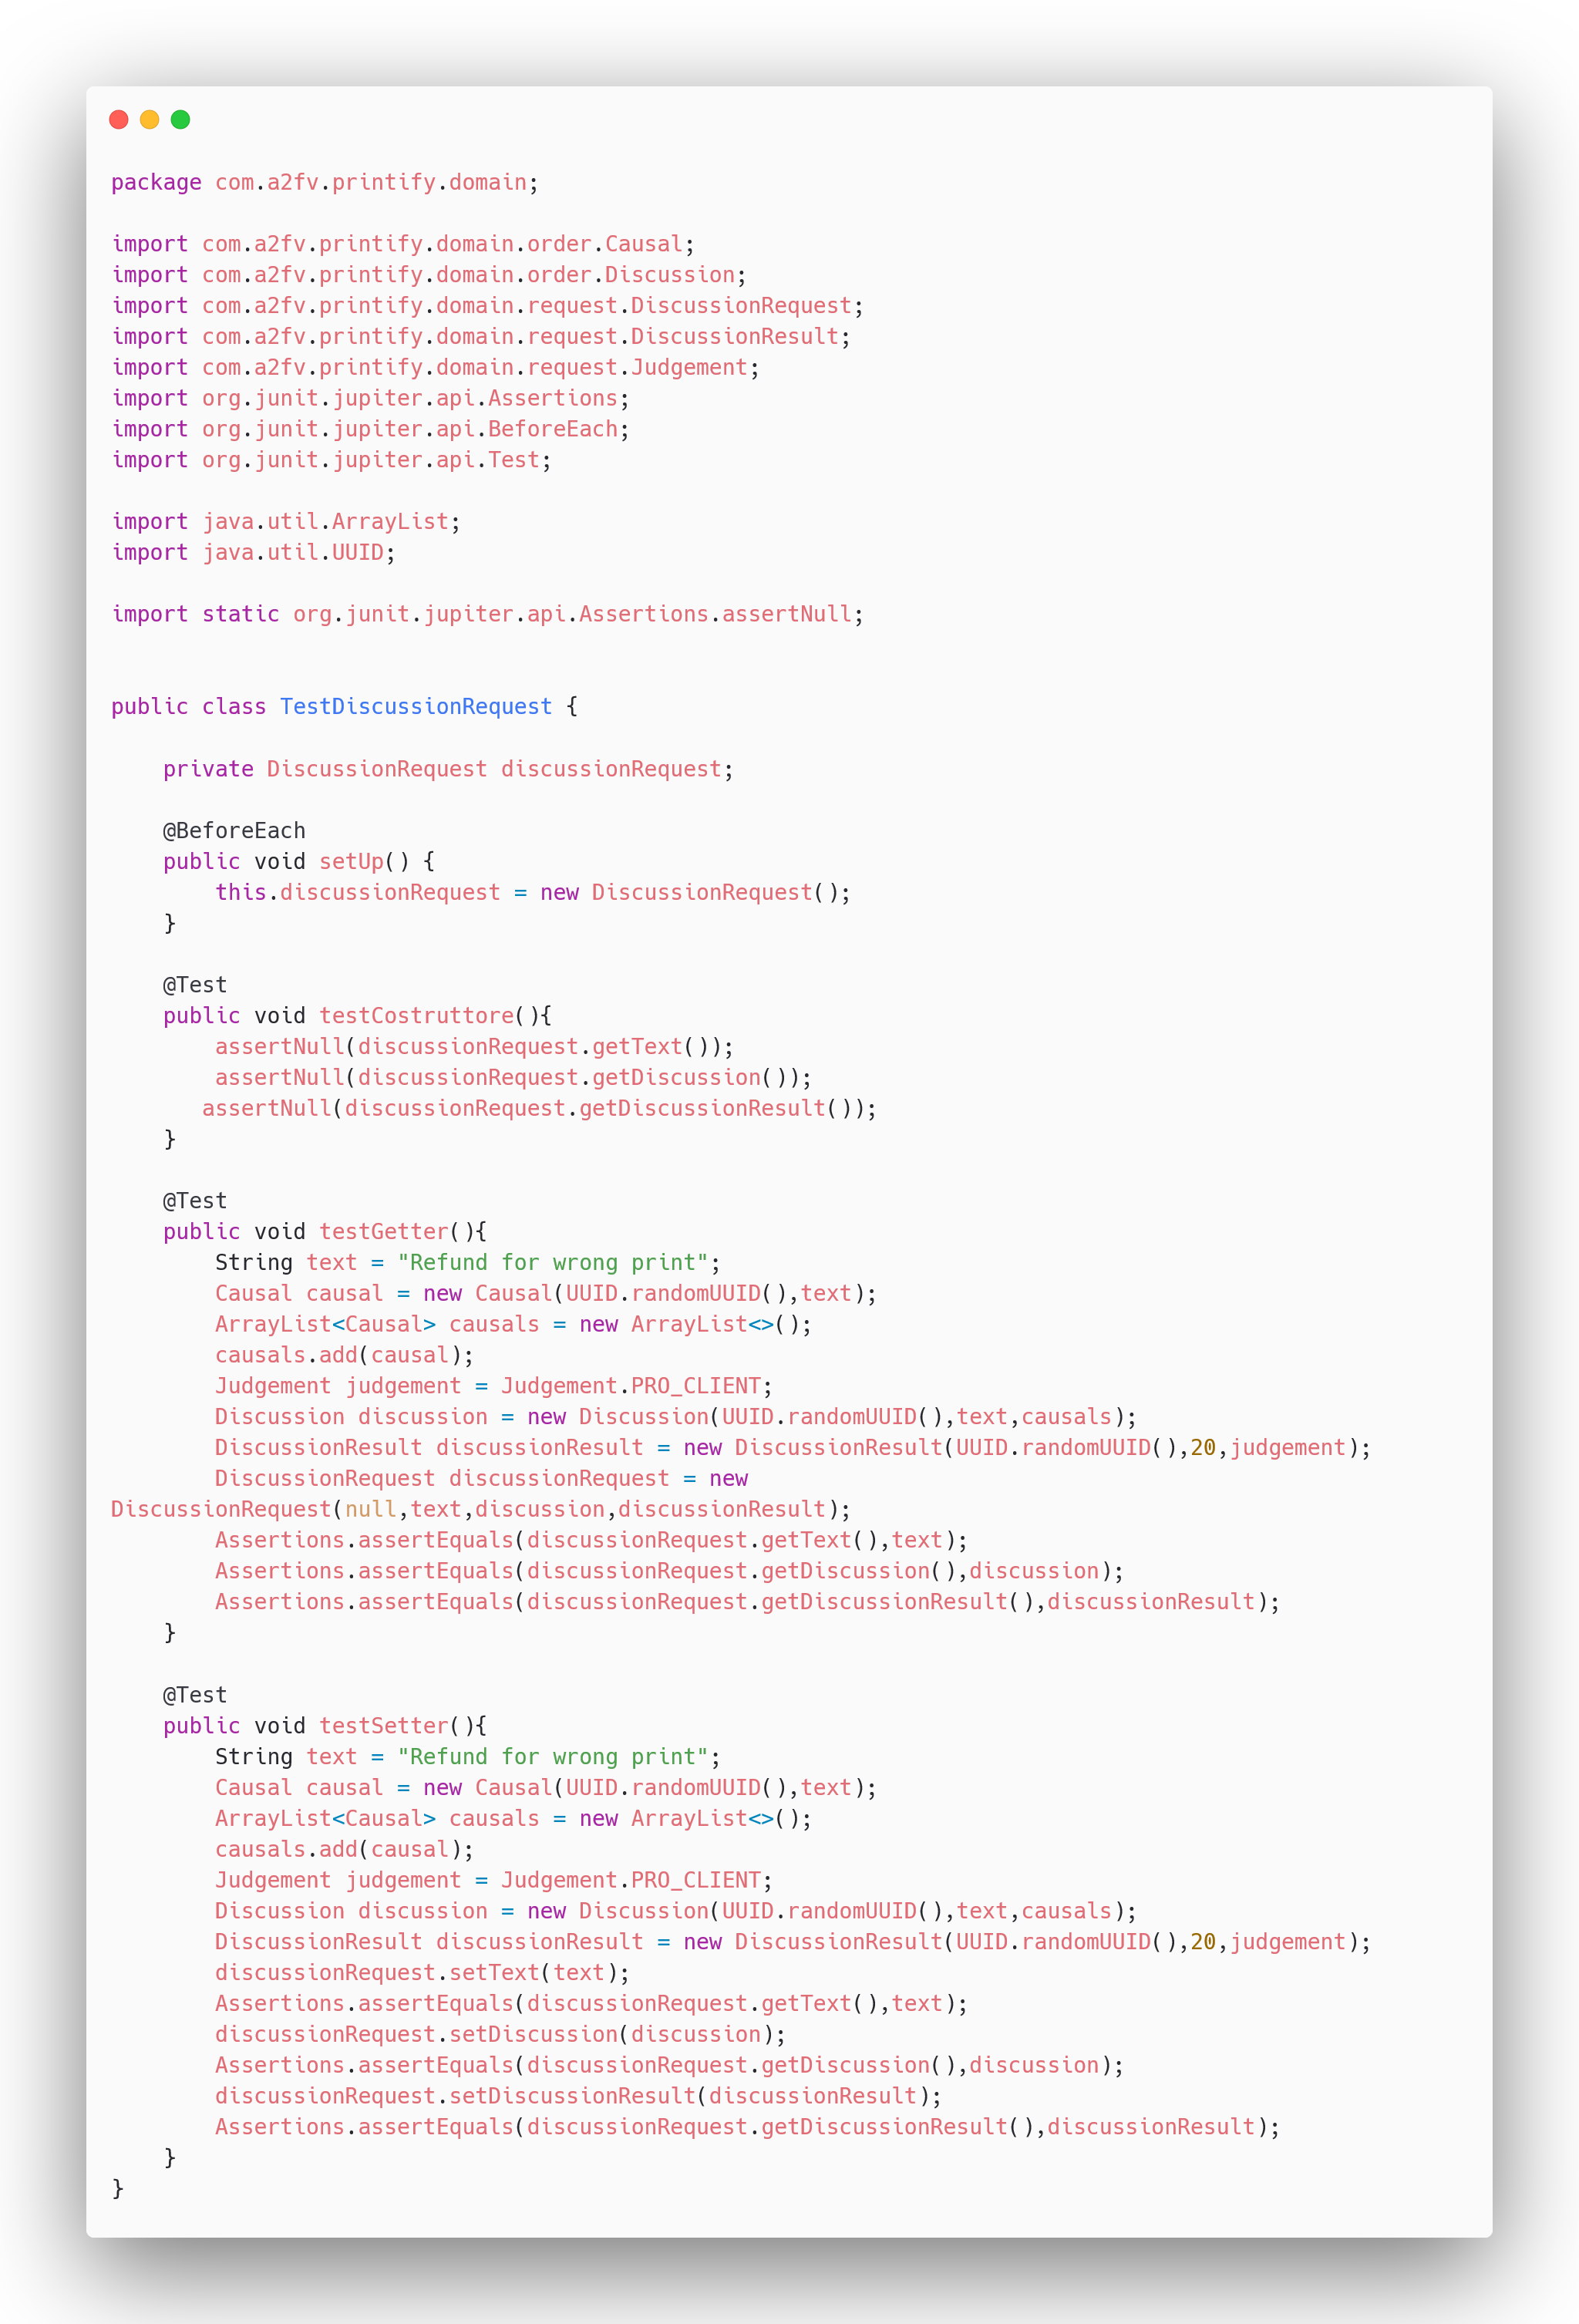 package com.a2fv.printify.domain;

import com.a2fv.printify.domain.order.Causal;
import com.a2fv.printify.domain.order.Discussion;
import com.a2fv.printify.domain.request.DiscussionRequest;
import com.a2fv.printify.domain.request.DiscussionResult;
import com.a2fv.printify.domain.request.Judgement;
import org.junit.jupiter.api.Assertions;
import org.junit.jupiter.api.BeforeEach;
import org.junit.jupiter.api.Test;

import java.util.ArrayList;
import java.util.UUID;

import static org.junit.jupiter.api.Assertions.assertNull;


public class TestDiscussionRequest {

    private DiscussionRequest discussionRequest;

    @BeforeEach
    public void setUp() {
        this.discussionRequest = new DiscussionRequest();
    }

    @Test
    public void testCostruttore(){
        assertNull(discussionRequest.getText());
        assertNull(discussionRequest.getDiscussion());
       assertNull(discussionRequest.getDiscussionResult());
    }

    @Test
    public void testGetter(){
        String text = "Refund for wrong print";
        Causal causal = new Causal(UUID.randomUUID(),text);
        ArrayList<Causal> causals = new ArrayList<>();
        causals.add(causal);
        Judgement judgement = Judgement.PRO_CLIENT;
        Discussion discussion = new Discussion(UUID.randomUUID(),text,causals);
        DiscussionResult discussionResult = new DiscussionResult(UUID.randomUUID(),20,judgement);
        DiscussionRequest discussionRequest = new
DiscussionRequest(null,text,discussion,discussionResult);
        Assertions.assertEquals(discussionRequest.getText(),text);
        Assertions.assertEquals(discussionRequest.getDiscussion(),discussion);
        Assertions.assertEquals(discussionRequest.getDiscussionResult(),discussionResult);
    }

    @Test
    public void testSetter(){
        String text = "Refund for wrong print";
        Causal causal = new Causal(UUID.randomUUID(),text);
        ArrayList<Causal> causals = new ArrayList<>();
        causals.add(causal);
        Judgement judgement = Judgement.PRO_CLIENT;
        Discussion discussion = new Discussion(UUID.randomUUID(),text,causals);
        DiscussionResult discussionResult = new DiscussionResult(UUID.randomUUID(),20,judgement);
        discussionRequest.setText(text);
        Assertions.assertEquals(discussionRequest.getText(),text);
        discussionRequest.setDiscussion(discussion);
        Assertions.assertEquals(discussionRequest.getDiscussion(),discussion);
        discussionRequest.setDiscussionResult(discussionResult);
        Assertions.assertEquals(discussionRequest.getDiscussionResult(),discussionResult);
    }
}